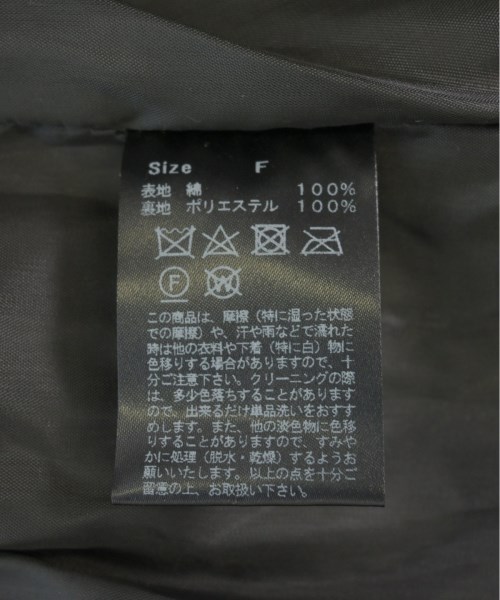 Size F
表地 綿 100%
裏地 ポリエステル 100%
F W
この商品は、摩擦（特に湿った状態
での摩擦）や、汗や雨などで濡れた
時は他の衣料や下着（特に白）物に
色移りする場合がありますので、十
分ご注意下さい。クリーニングの際
は、多少色落ちすることがあります
ので、出来るだけ単品洗いをおすす
めします。また、他の淡色物に色移
りすることがありますので、すみや
かに処理（脱水・乾燥）するようお
願いいたします。以上の点を十分ご
留意の上、お取扱い下さい。